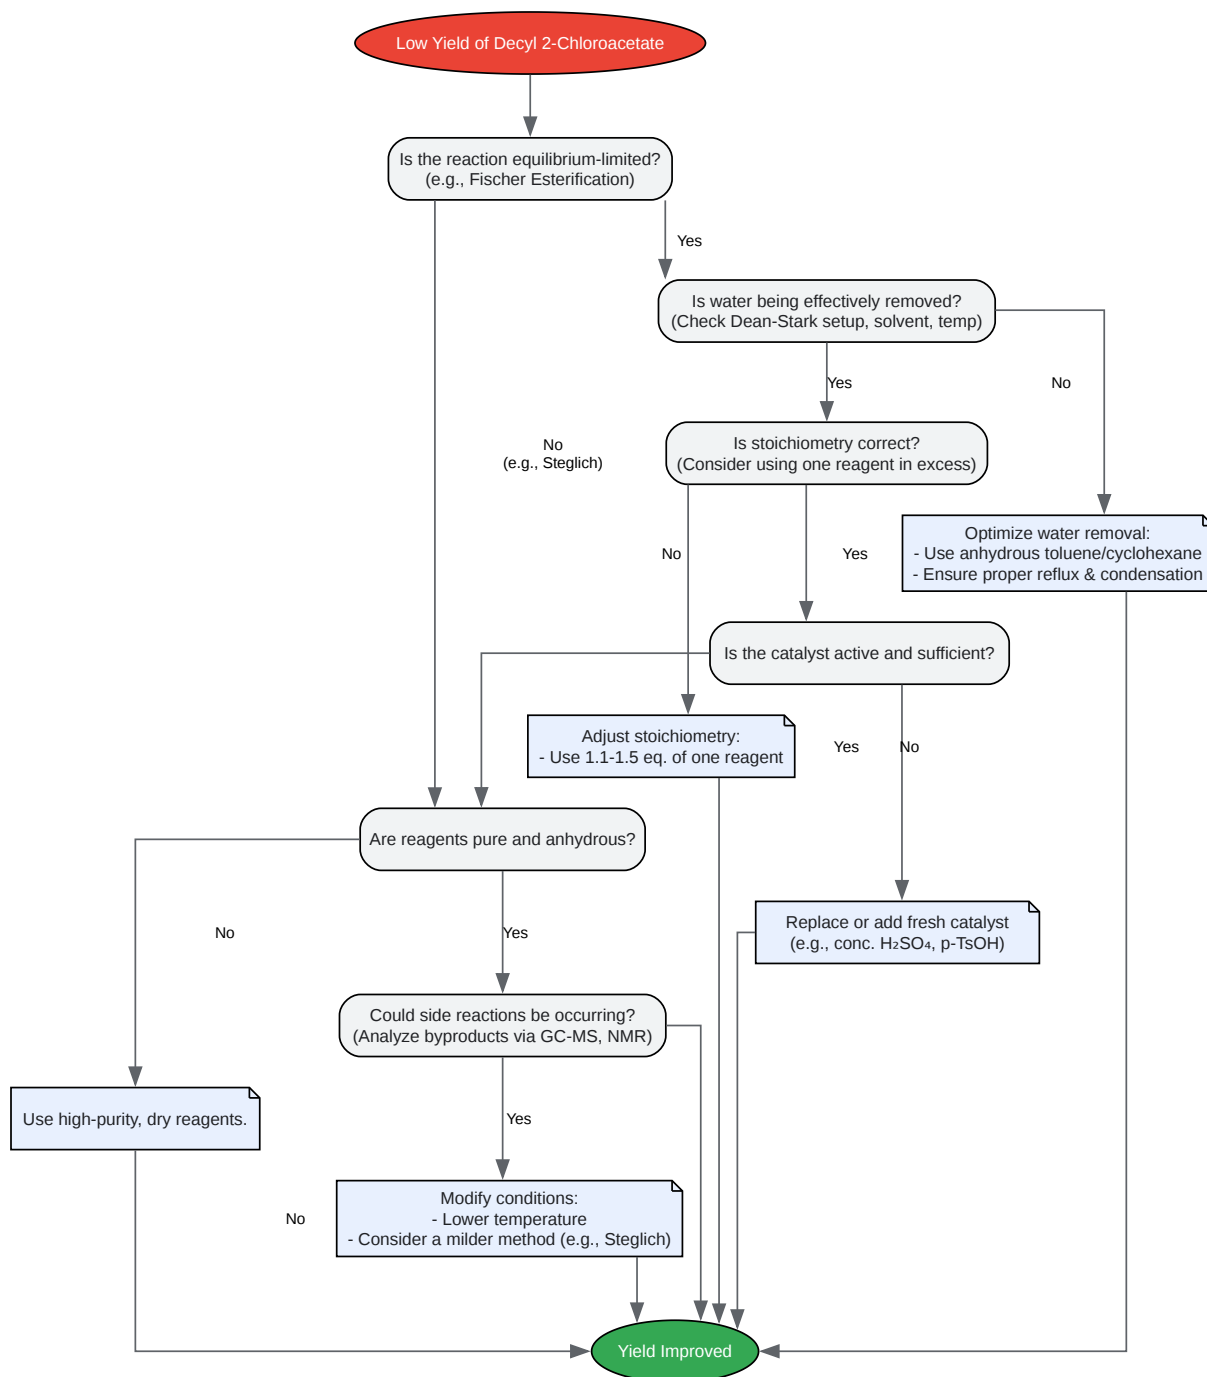 Low Yield of Decyl 2-Chloroacetate
Is the reaction equilibrium-limited?
(e.g., Fischer Esterification)
Yes
Is water being effectively removed?
(Check Dean-Stark setup, solvent, temp)
Yes
No
No
(e.g., Steglich)
Is stoichiometry correct?
(Consider using one reagent in excess)
No
Yes
Optimize water removal:
- Use anhydrous toluene/cyclohexane
- Ensure proper reflux & condensation
Is the catalyst active and sufficient?
Adjust stoichiometry:
- Use 1.1-1.5 eq. of one reagent
Yes
No
Are reagents pure and anhydrous?
No
Yes
Replace or add fresh catalyst
(e.g., conc. H₂SO₄, p-TsOH)
Could side reactions be occurring?
(Analyze byproducts via GC-MS, NMR)
Use high-purity, dry reagents.
Yes
No
Modify conditions:
- Lower temperature
- Consider a milder method (e.g., Steglich)
Yield Improved